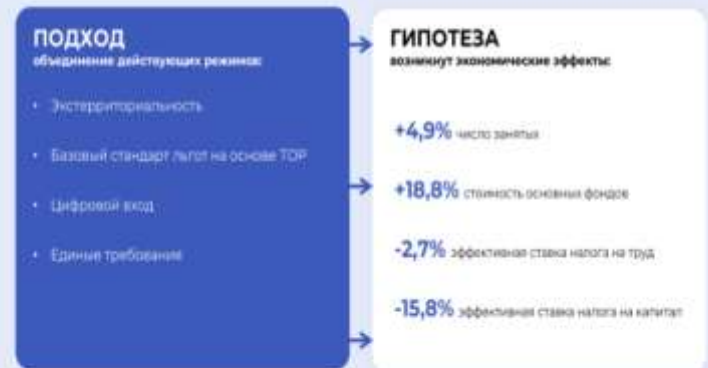 ПОДХОД
объединение действующих режимов:
• Экстерриториальность
• Базовый стандарт льгот на основе ТОР
• Цифровой вход
• Единые требования
ГИПОТЕЗА
возникнут экономические эффекты:
+4,9% число занятых
+18,8% стоимость основных фондов
-2,7% эффективная ставка налога на труд
-15,8% эффективная ставка налога на капитал